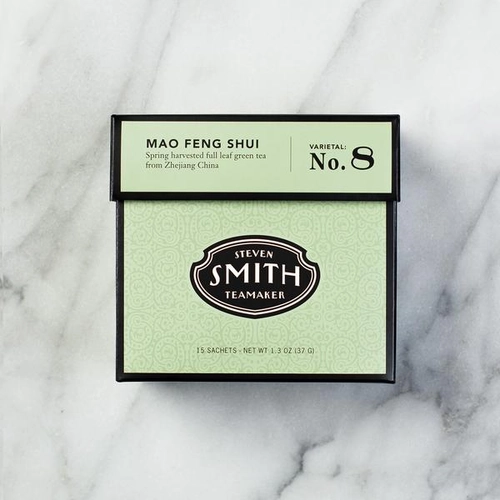 MAO FENG SHUI
Spring harvested full leaf green tea
from Zhejiang China
VARIETAL:
No. 8
STEVEN
SMITH
TEAMAKER
15 SACHETS - NET WT 1.3 OZ (37 G)